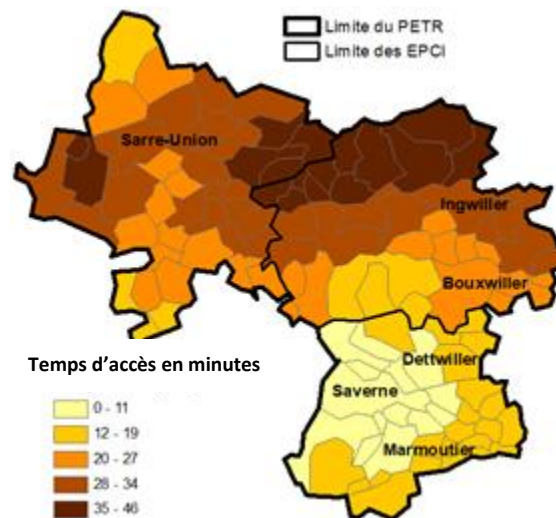 Limite du PETR
Limite des EPCI
Sarre-Union
Ingwiller
Bouxwiller
Dettwiller
Saverne
Marmoutier
Temps d’accès en minutes
0 - 11
12 - 19
20 - 27
28 - 34
35 - 46